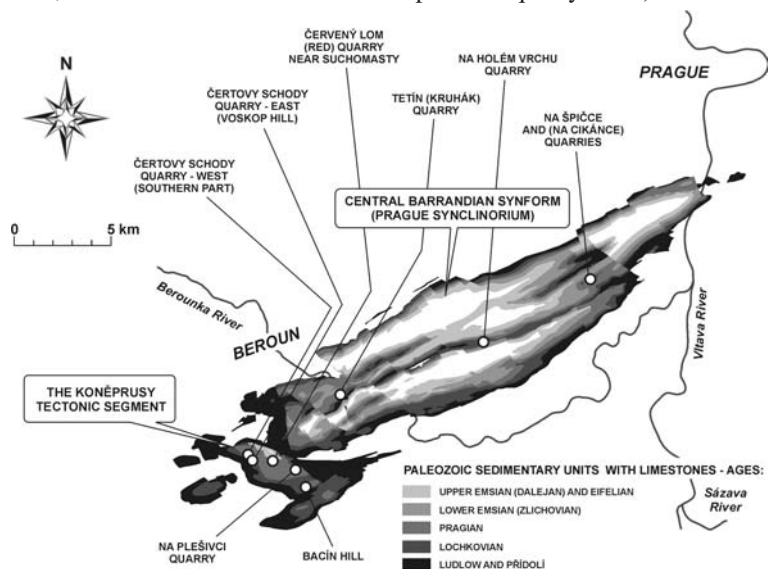 N
0 5 km
ČERVENÝ LOM
(RED) QUARRY
NEAR SUCHOMASTY
ČERTOVY SCHODY
QUARRY - EAST
(VOSKOP HILL)
ČERTOVY SCHODY
QUARRY - WEST
(SOUTHERN PART)
TETÍN (KRUHÁK)
QUARRY
NA HOLÉM VRCHU
QUARRY
NA ŠPIČCE
AND (NA CIKÁNCE)
QUARRIES
PRAGUE
CENTRAL BARRANDIAN SYNFORM
(PRAGUE SYNCLINORIUM)
Berounka River
BEROUN
Vltava River
THE KONĚPRUSY
TECTONIC SEGMENT
NA PLEŠIVCI
QUARRY
BACÍN HILL
Sázava
River
PALEOZOIC SEDIMENTARY UNITS WITH LIMESTONES - AGES:
UPPER EMSIAN (DALEJAN) AND EIFELIAN
LOWER EMSIAN (ZLICHOVIAN)
PRAGIAN
LOCHKOVIAN
LUDLOW AND PŘÍDOLÍ